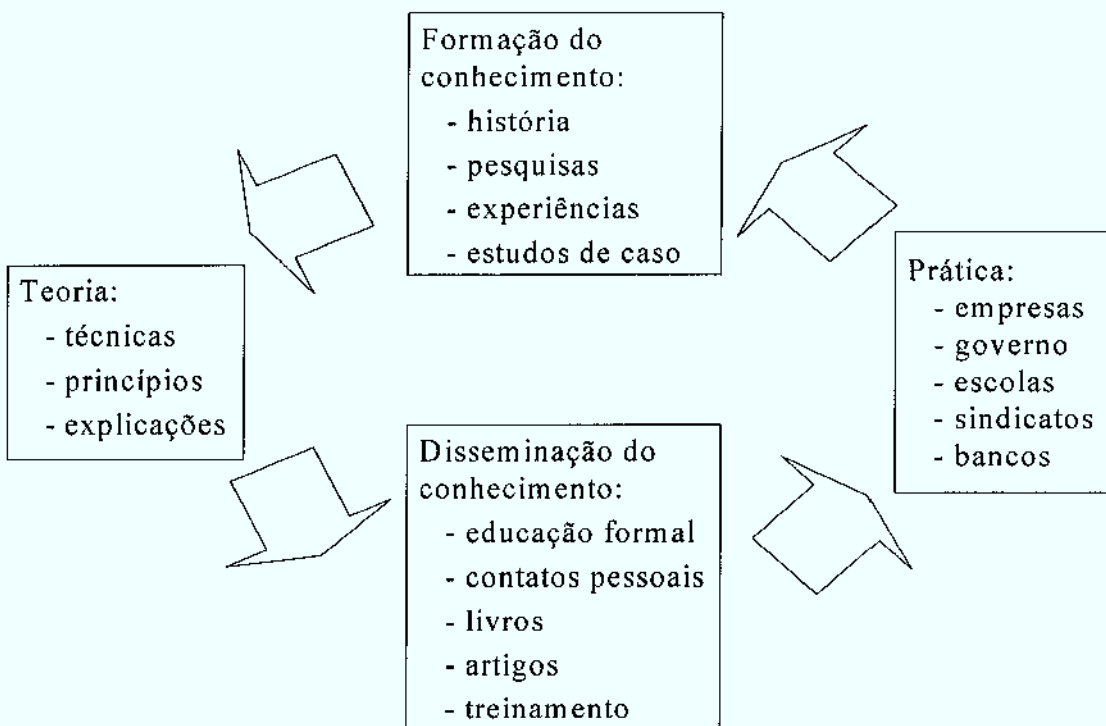 Formação do
conhecimento:
- história
- pesquisas
- experiências
- estudos de caso
Teoria:
- técnicas
- princípios
- explicações
Prática:
- empresas
- governo
- escolas
- sindicatos
- bancos
Disseminação do
conhecimento:
- educação formal
- contatos pessoais
- livros
- artigos
- treinamento